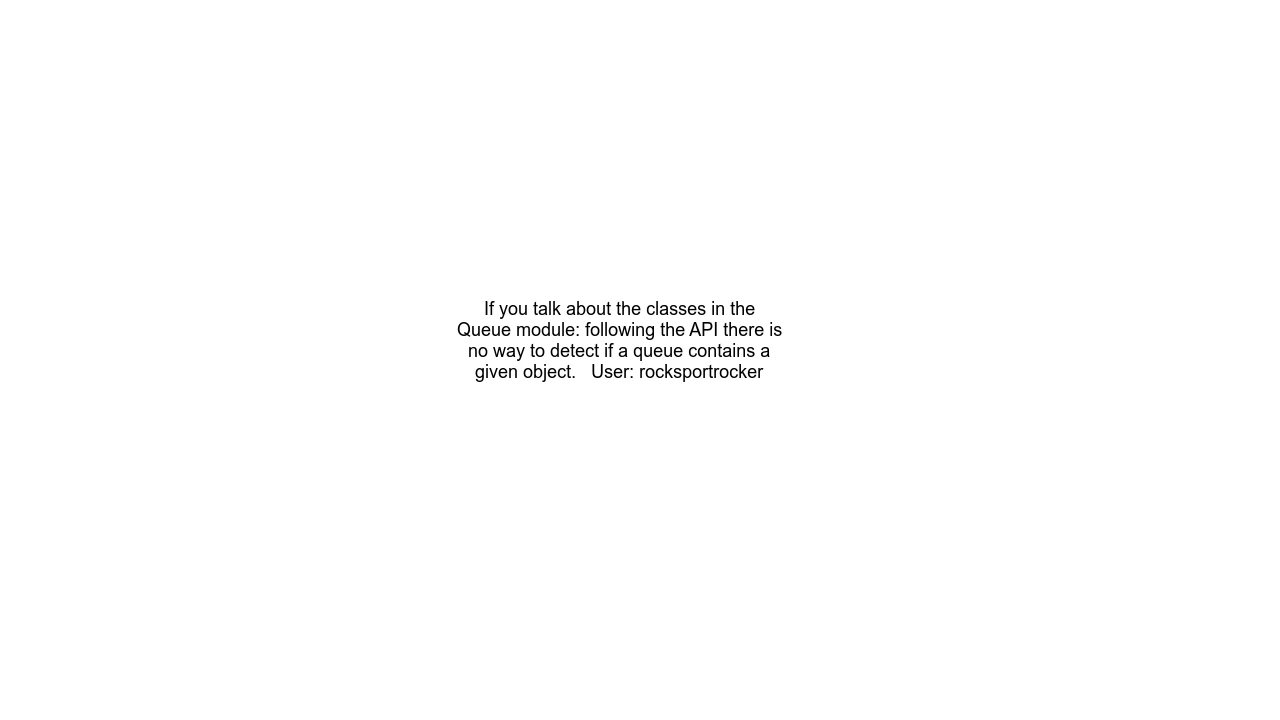 If you talk about the classes in the
Queue module: following the API there is
no way to detect if a queue contains a
given object.   User: rocksportrocker